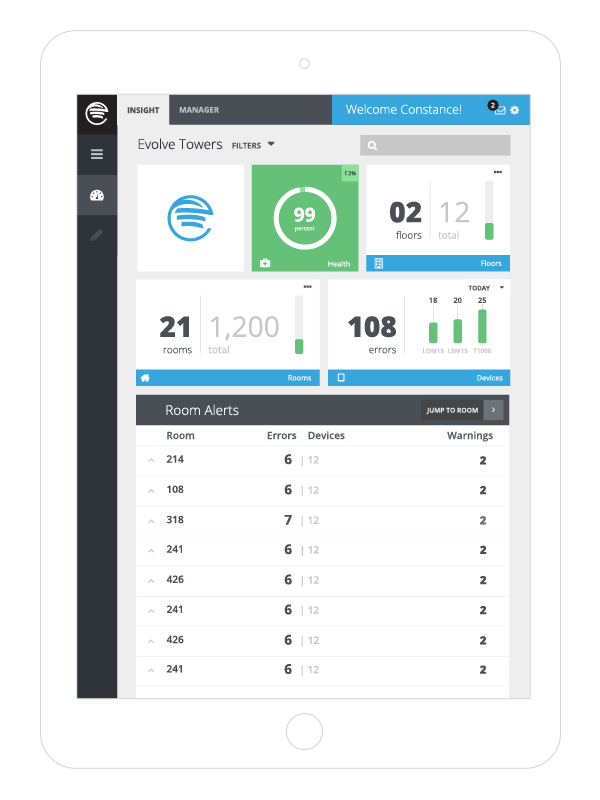 INSIGHT MANAGER Welcome Constance! 2
Evolve Towers FILTERS
12%
99
percent
Health
02 12
floors total
Floors
21 1,200
rooms total
Rooms
TODAY
18 20 25
108
errors
LOM15 LSM15 T1000
Devices
Room Alerts JUMP TO ROOM >
Room Errors Devices Warnings
214 6 | 12 2
108 6 | 12 2
318 7 | 12 2
241 6 | 12 2
426 6 | 12 2
241 6 | 12 2
426 6 | 12 2
241 6 | 12 2